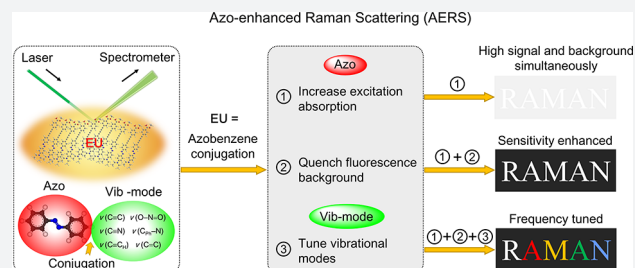 Azo-enhanced Raman Scattering (AERS)
Laser
Spectrometer
EU
Azo
Vib -mode
ν(C=C) ν(O–N=O)
ν(C=N) ν(CPh–N)
ν(C=CH) ν(C–C)
Conjugation
EU =
Azobenzene
conjugation
Azo
① Increase excitation
absorption
② Quench fluorescence
background
Vib-mode
③ Tune vibrational
modes
①
High signal and background
simultaneously
RAMAN
① + ②
Sensitivity enhanced
RAMAN
①+②+③
Frequency tuned
RAMAN